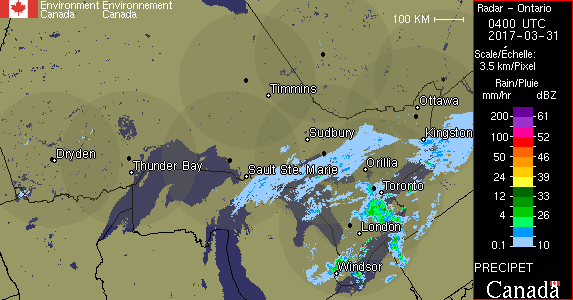 Environment Environnement
Canada Canada
Radar - Ontario
0400 UTC
2017-03-31
100 KM
Scale/Échelle:
3.5 km/Pixel
Rain/Pluie
mm/hr dBZ
200 61
100 52
50 46
24 39
12 33
4 26
0.1 10
Timmins
Ottawa
Sudbury
Kingston
Dryden
Thunder Bay
Orillia
Sault Ste. Marie
Toronto
London
Windsor
PRECIPET
Canada